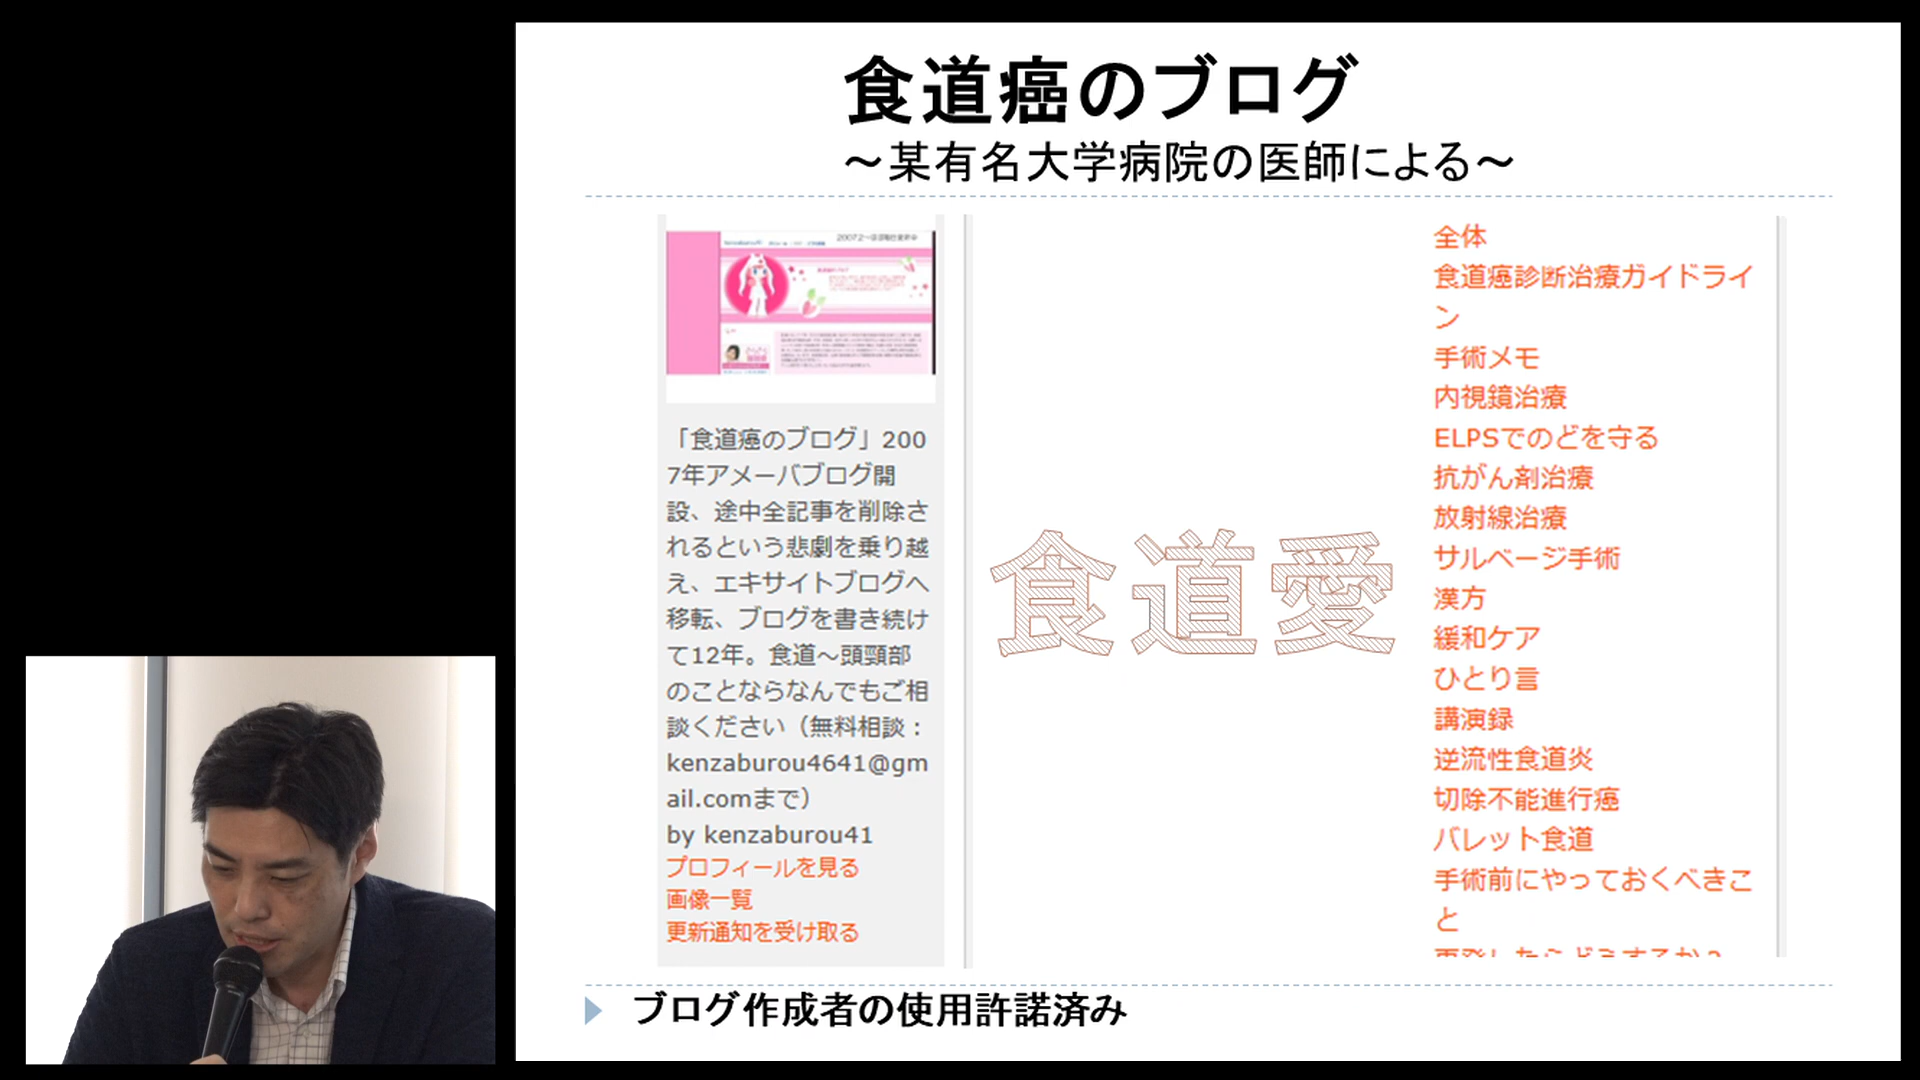 食道癌のブログ
～某有名大学病院の医師による～
「食道癌のブログ」200
7年アメーバブログ開
設、途中全記事を削除さ
れるという悲劇を乗り越
え、エキサイトブログへ
移転、ブログを書き続け
て12年。食道～頭頸部
のことならなんでもご相
談ください（無料相談：
kenzaburou4641@gm
ail.comまで）
by kenzaburou41
プロフィールを見る
画像一覧
更新通知を受け取る
食道愛
全体
食道癌診断治療ガイドライ
ン
手術メモ
内視鏡治療
ELPSでのどを守る
抗がん剤治療
放射線治療
サルベージ手術
漢方
緩和ケア
ひとり言
講演録
逆流性食道炎
切除不能進行癌
バレット食道
手術前にやっておくべきこ
と
再発したらどうするか？
ブログ作成者の使用許諾済み